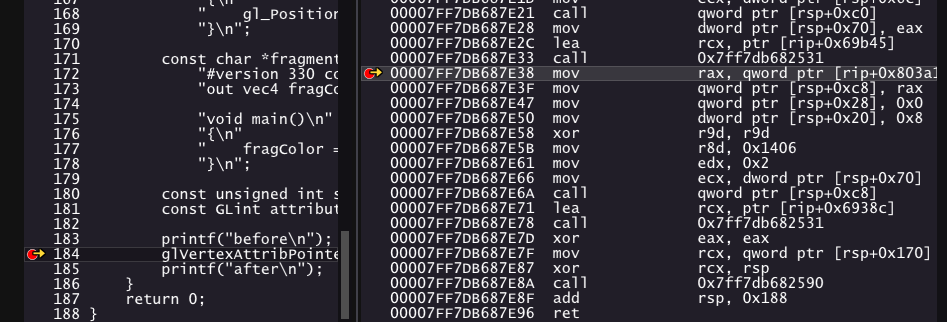 167 "{\n"
168 "    gl_Position
169 "}\n";
170
171 const char *fragment
172 "#version 330 co
173 "out vec4 fragCo
174
175 "void main()\n"
176 "{\n"
177 "    fragColor =
178 "}\n";
179
180 const unsigned int s
181 const GLint attribut
182
183 printf("before\n");
184 glVertexAttribPointe
185 printf("after\n");
186 }
187 return 0;
188 }
00007FF7DB687E21 call qword ptr [rsp+0xc0]
00007FF7DB687E28 mov dword ptr [rsp+0x70], eax
00007FF7DB687E2C lea rcx, ptr [rip+0x69b45]
00007FF7DB687E33 call 0x7ff7db682531
00007FF7DB687E38 mov rax, qword ptr [rip+0x803a1
00007FF7DB687E3F mov qword ptr [rsp+0xc8], rax
00007FF7DB687E47 mov qword ptr [rsp+0x28], 0x0
00007FF7DB687E50 mov dword ptr [rsp+0x20], 0x8
00007FF7DB687E58 xor r9d, r9d
00007FF7DB687E5B mov r8d, 0x1406
00007FF7DB687E61 mov edx, 0x2
00007FF7DB687E66 mov ecx, dword ptr [rsp+0x70]
00007FF7DB687E6A call qword ptr [rsp+0xc8]
00007FF7DB687E71 lea rcx, ptr [rip+0x6938c]
00007FF7DB687E78 call 0x7ff7db682531
00007FF7DB687E7D xor eax, eax
00007FF7DB687E7F mov rcx, qword ptr [rsp+0x170]
00007FF7DB687E87 xor rcx, rsp
00007FF7DB687E8A call 0x7ff7db682590
00007FF7DB687E8F add rsp, 0x188
00007FF7DB687E96 ret